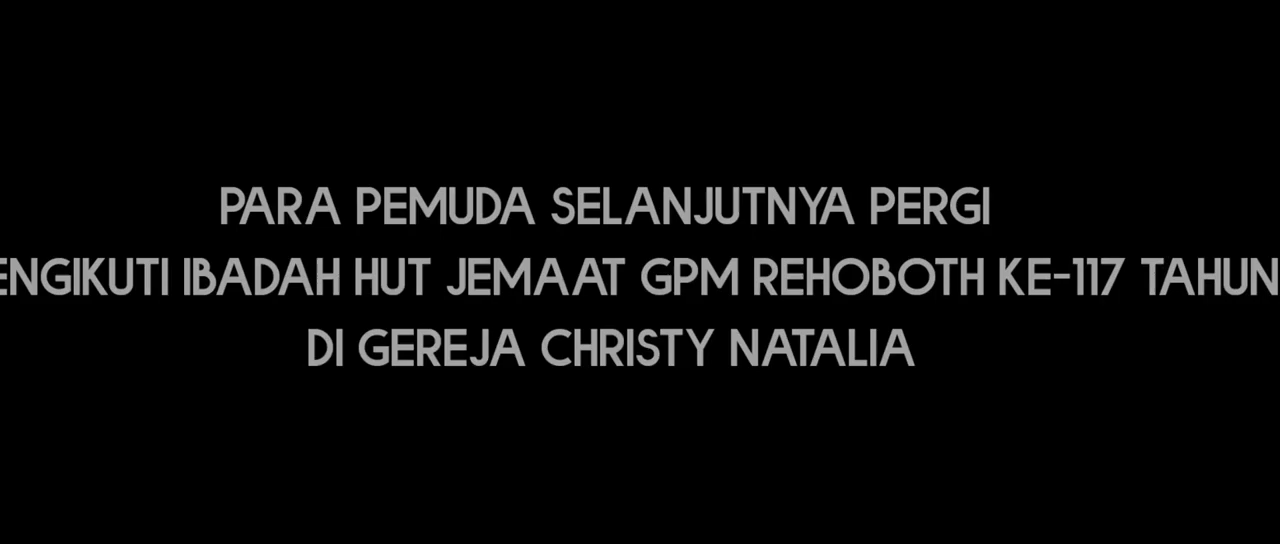 PARA PEMUDA SELANJUTNYA PERGI
ENGIKUTI IBADAH HUT JEMAAT GPM REHOBOTH KE-117 TAHUN
DI GEREJA CHRISTY NATALIA